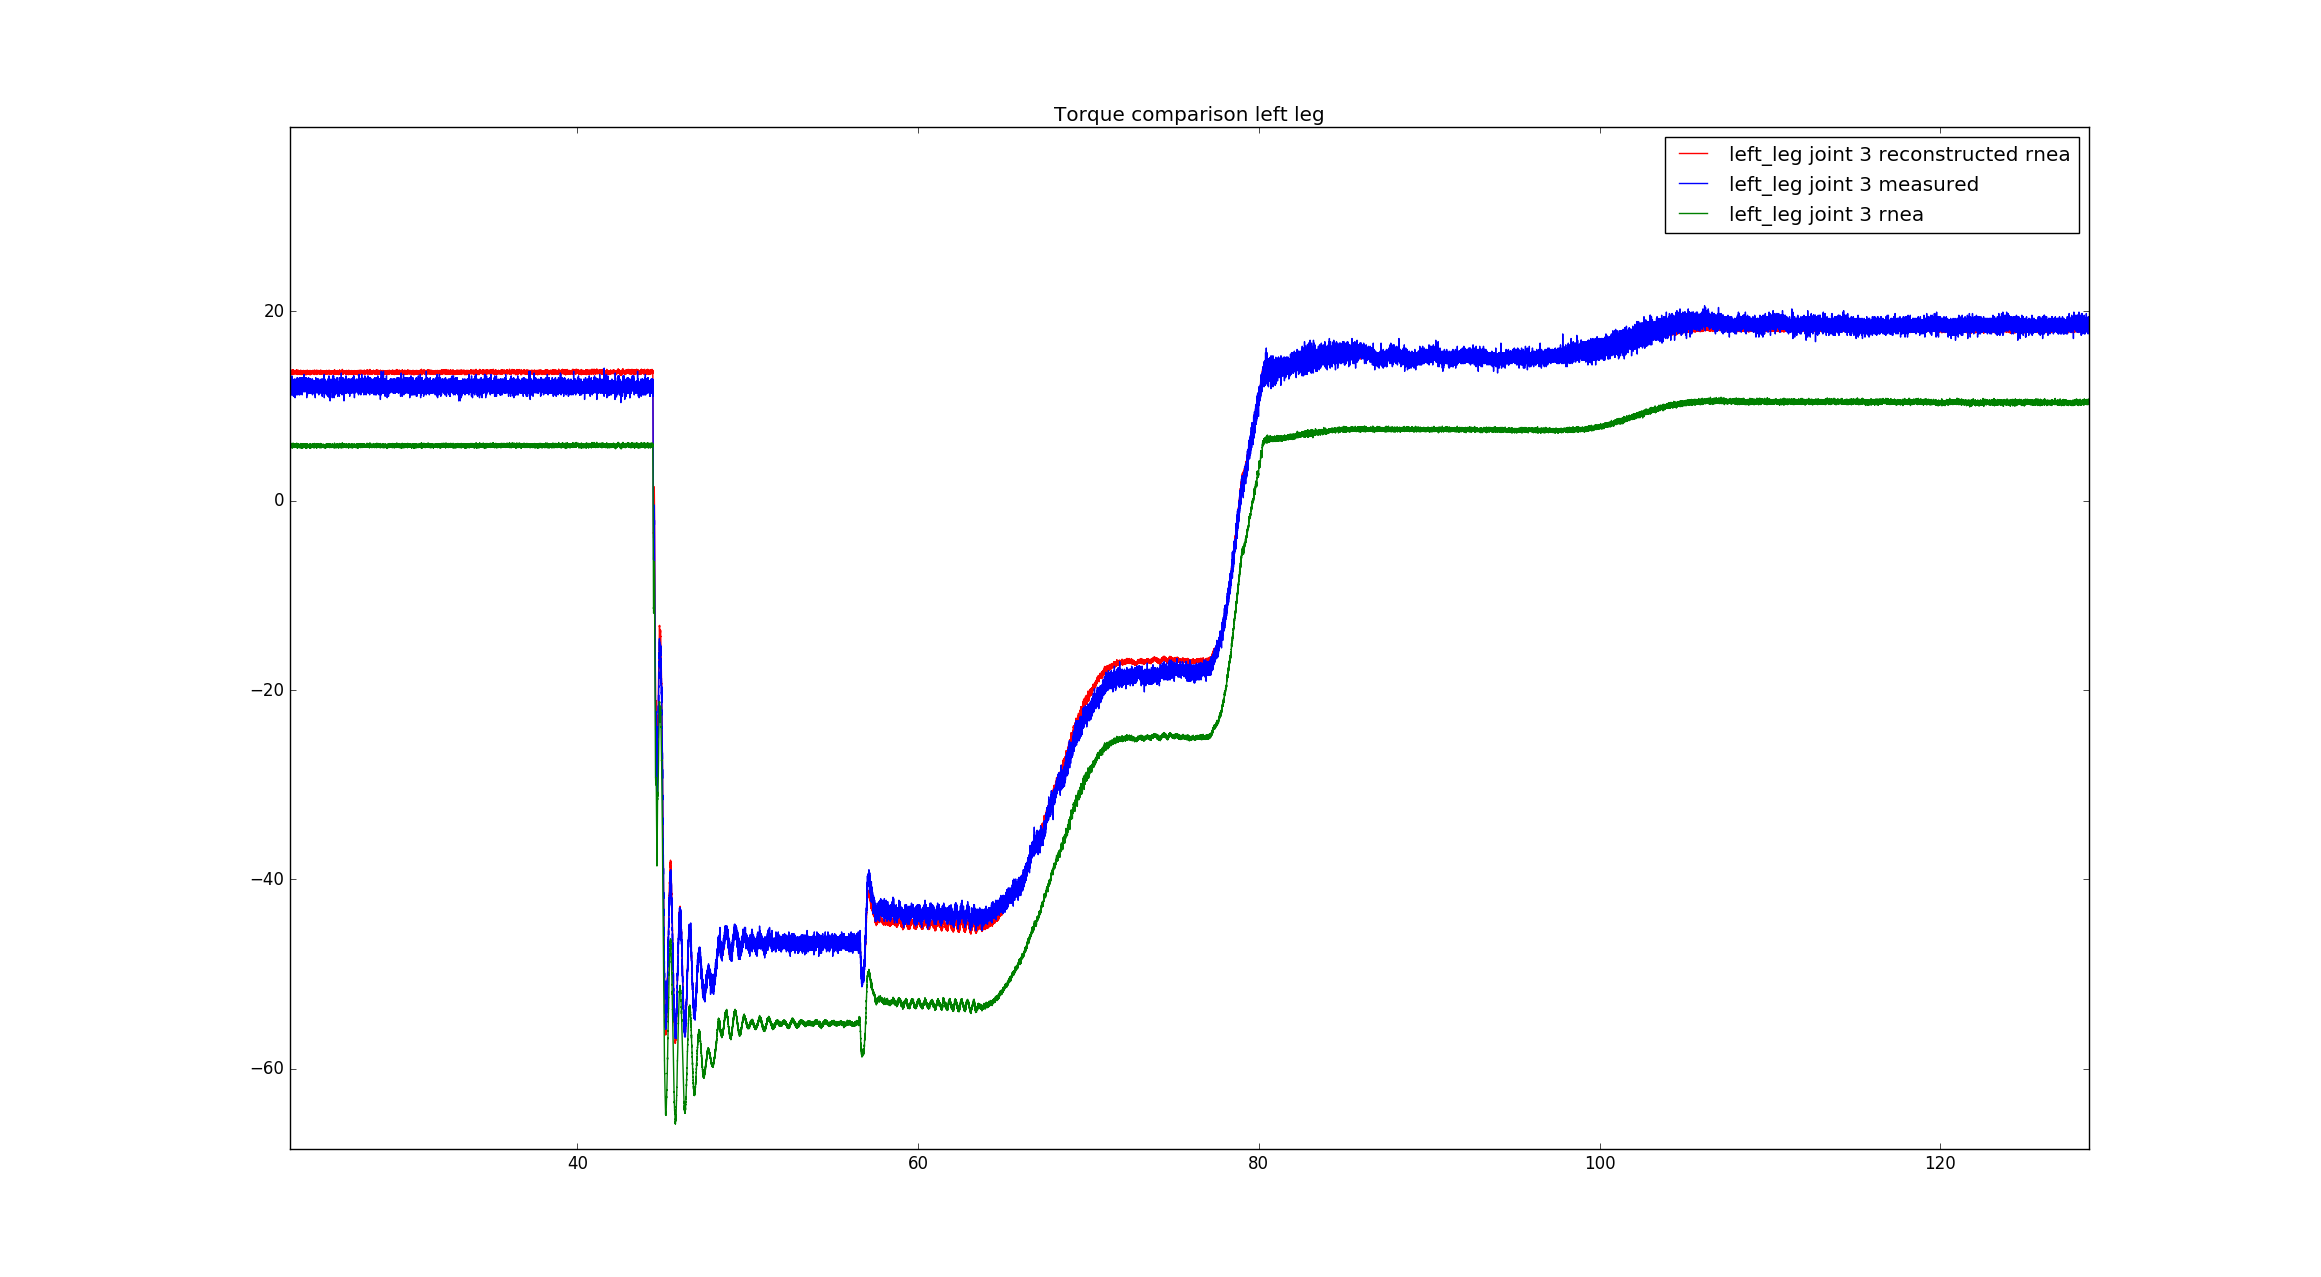 Torque comparison left leg
left_leg joint 3 reconstructed rnea
left_leg joint 3 measured
left_leg joint 3 rnea
20
0
−20
−40
−60
40 60 80 100 120